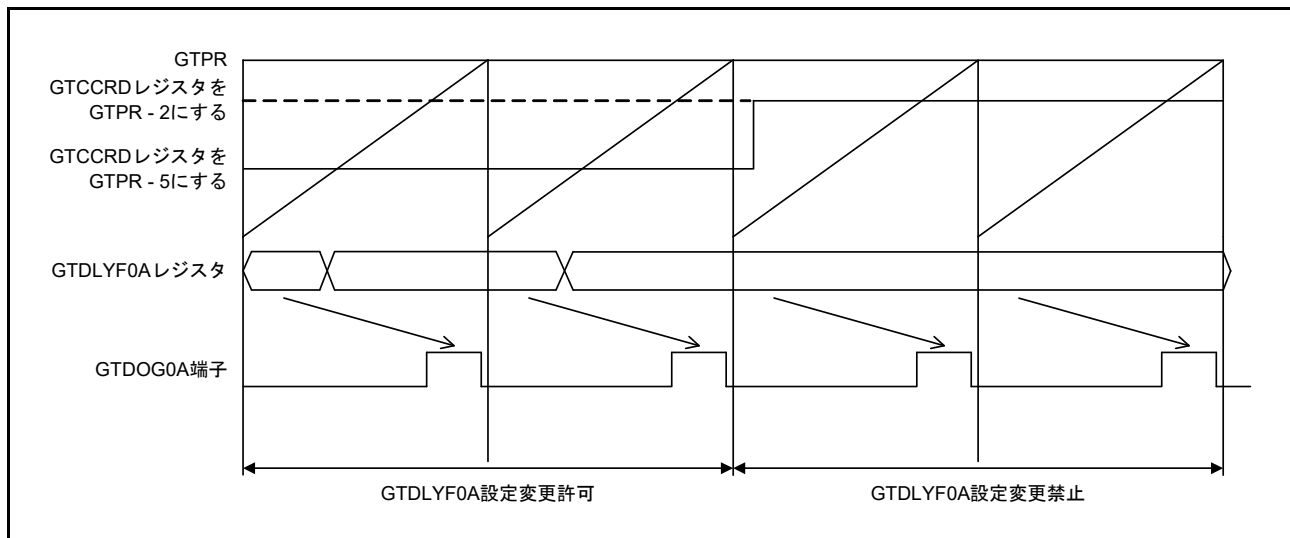 GTPR
GTCCRDレジスタを
GTPR - 2にする
GTCCRDレジスタを
GTPR - 5にする
GTDLYF0Aレジスタ
GTDOG0A端子
GTDLYF0A設定変更許可
GTDLYF0A設定変更禁止